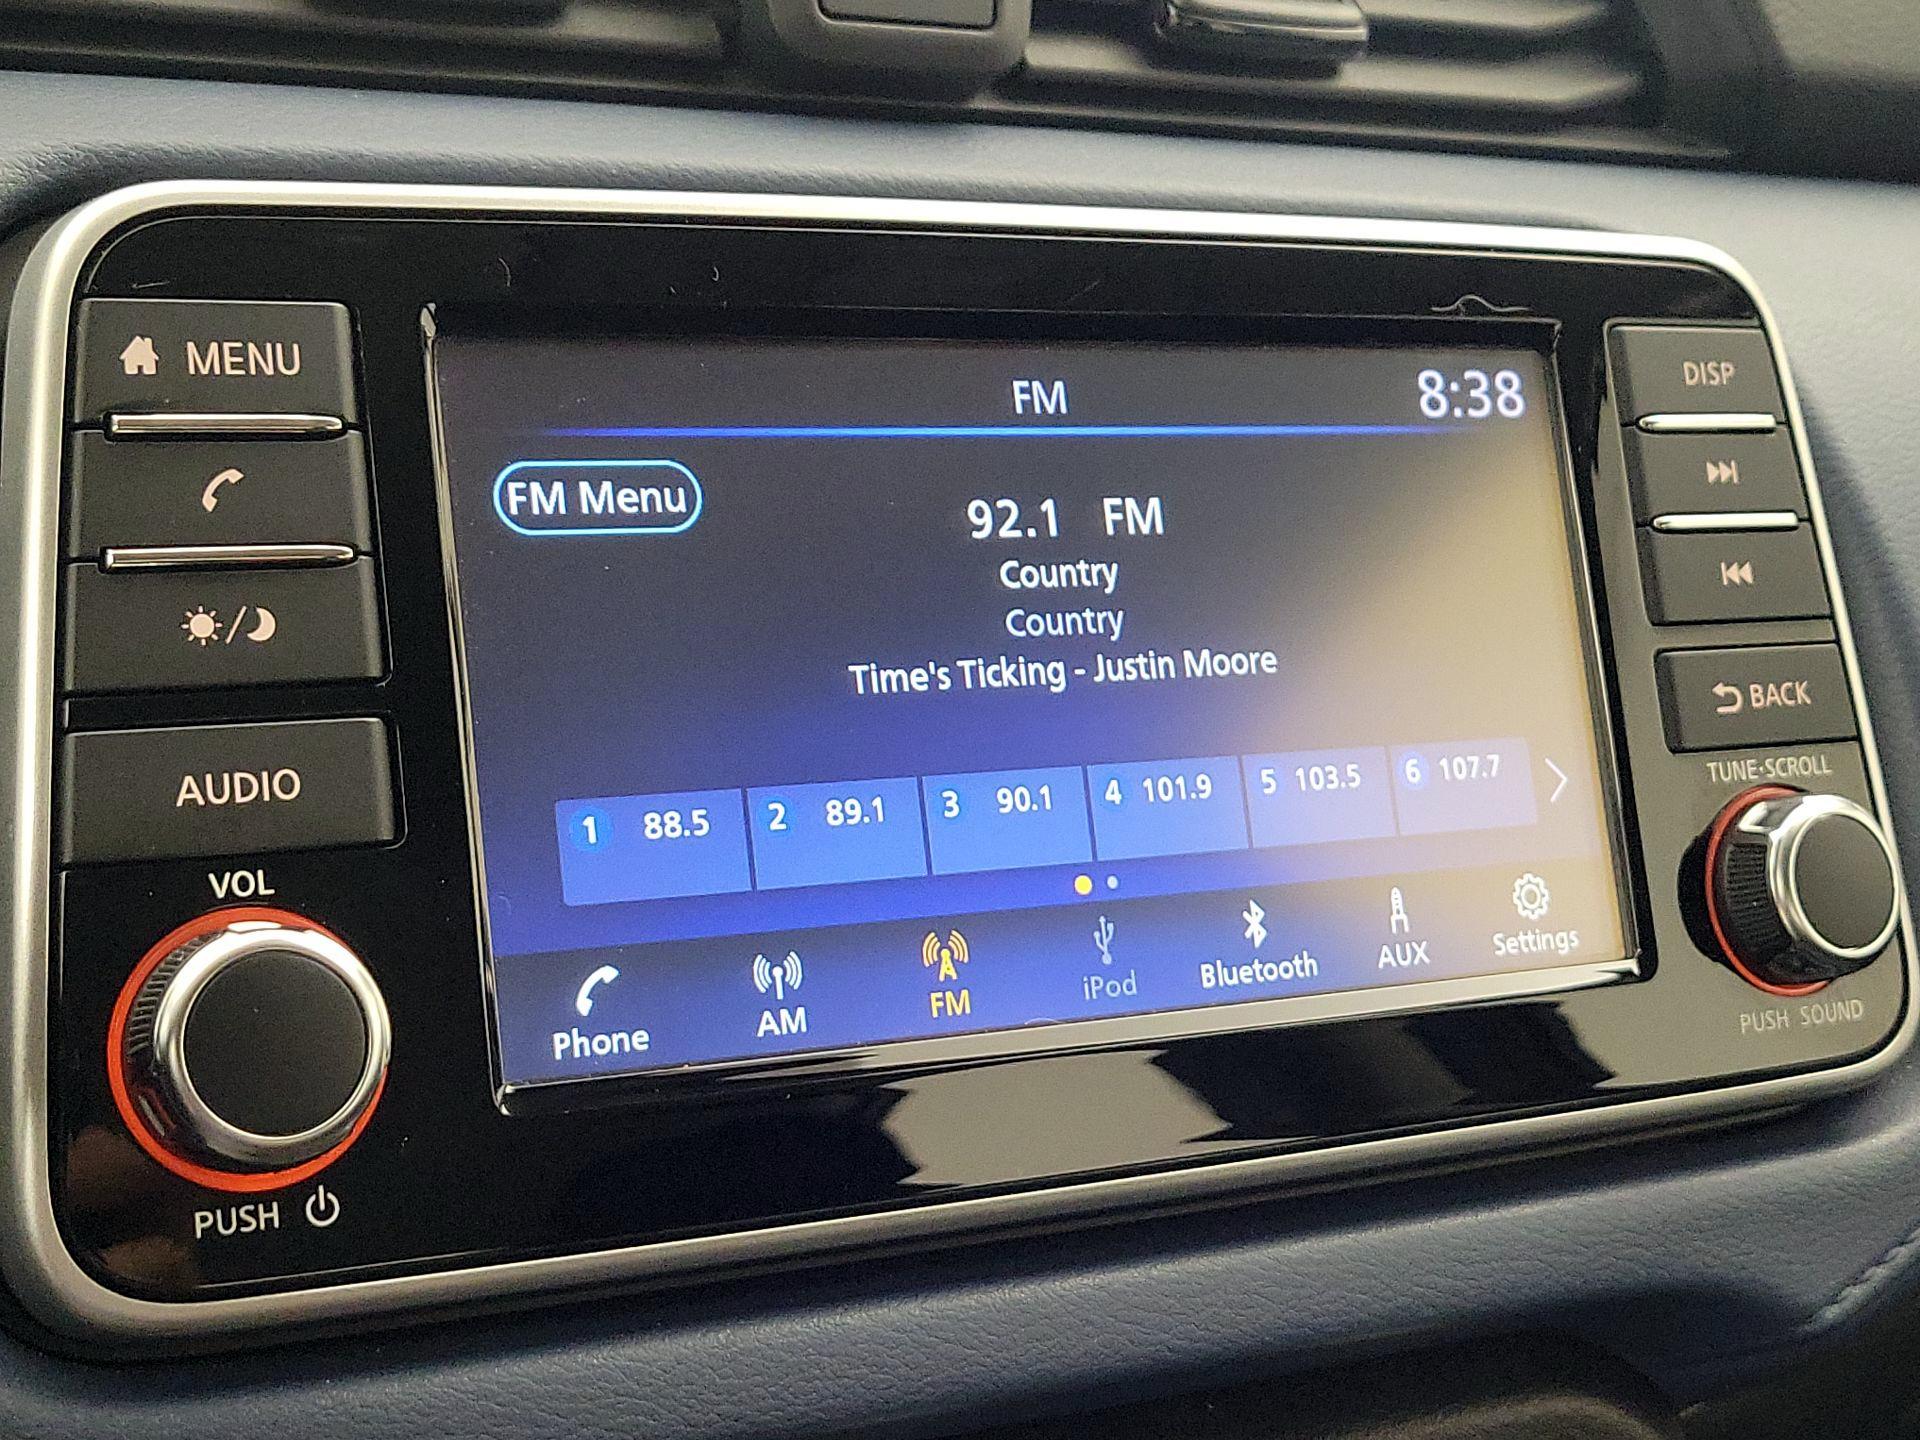 MENU
AUDIO
VOL
PUSH
FM
8:38
FM Menu
92.1 FM
Country
Country
Time's Ticking - Justin Moore
1 88.5
2 89.1
3 90.1
4 101.9
5 103.5
6 107.7
Phone
AM
FM
iPod
Bluetooth
AUX
Settings
DISP
BACK
TUNE·SCROLL
PUSH SOUND